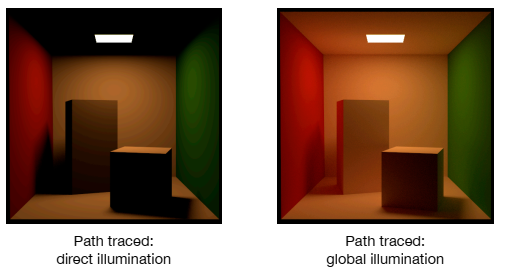 Path traced:
direct illumination
Path traced:
global illumination